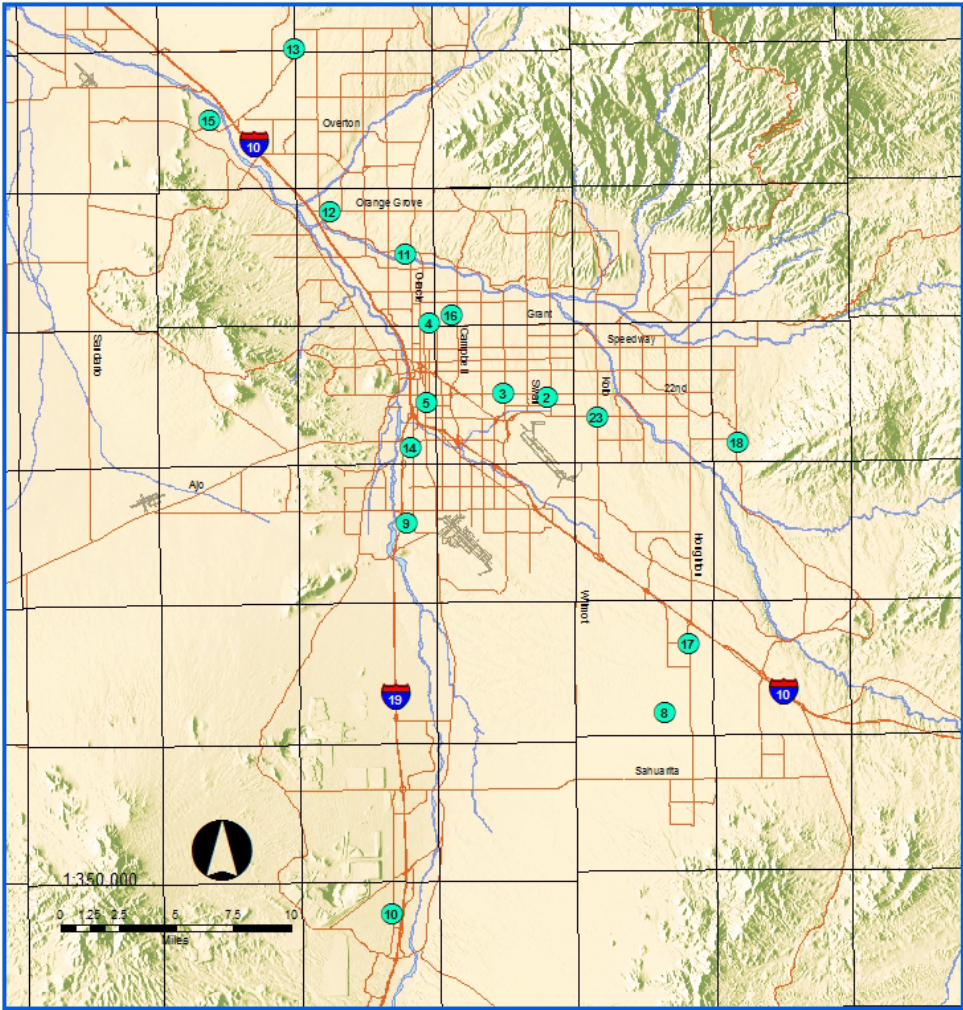 13
15
10
Overton
12
Orange Grove
11
Oracle
16
4
Grant
Campbell
Speedway
Sandario
Kolb
22nd
3
Swan
2
5
23
18
14
Ajo
9
Houghton
Wilmot
17
19
10
8
Sahuarita
1:350,000
0 1.25 2.5 5 7.5 10
Miles
10